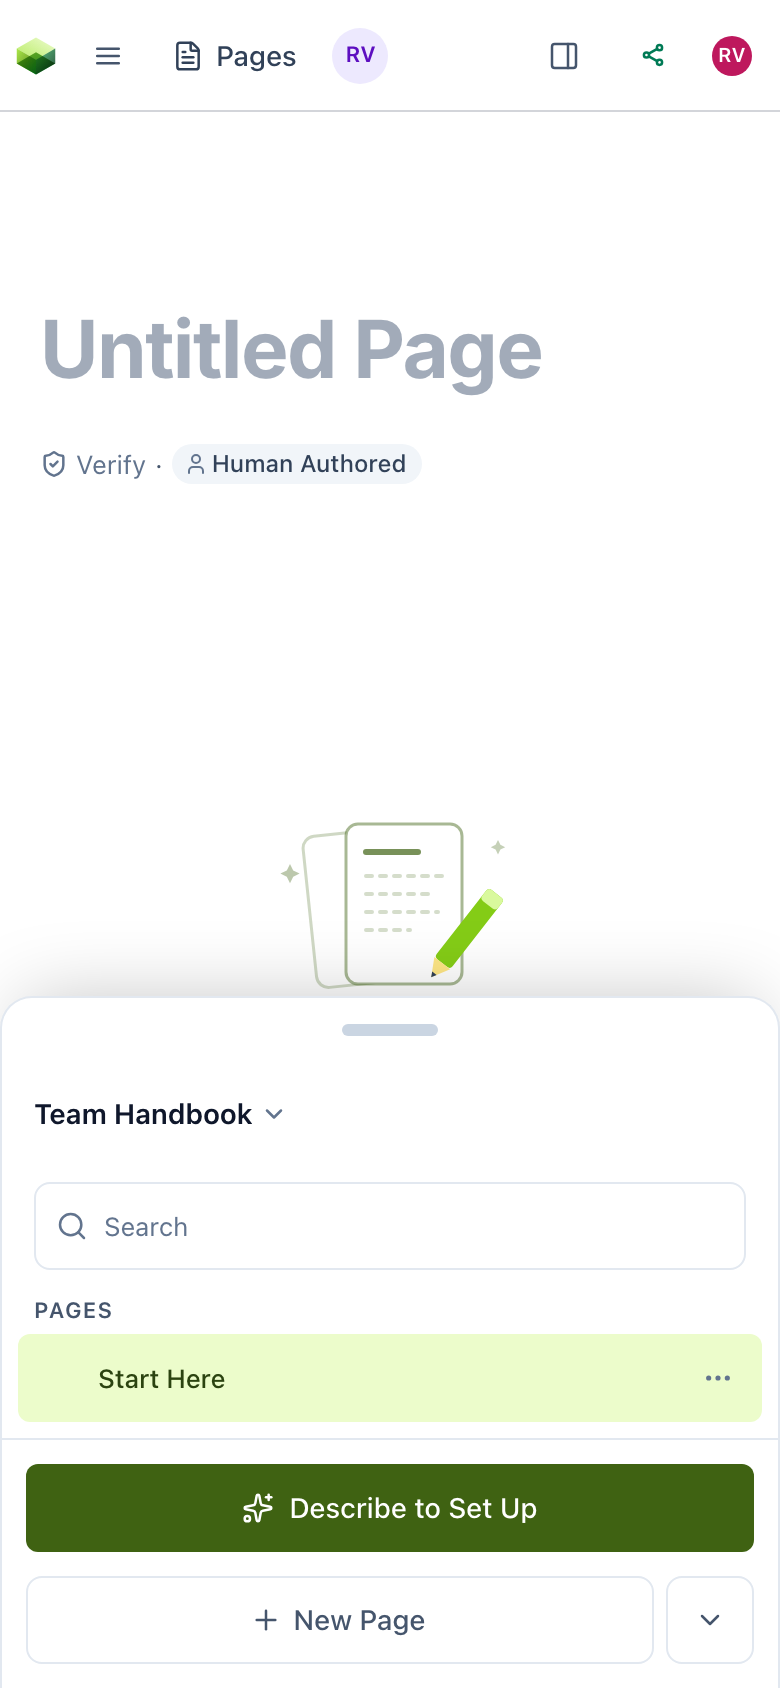 Pages RV RV
Untitled Page
Verify · Human Authored
Team Handbook
Search
PAGES
Start Here
Describe to Set Up
New Page